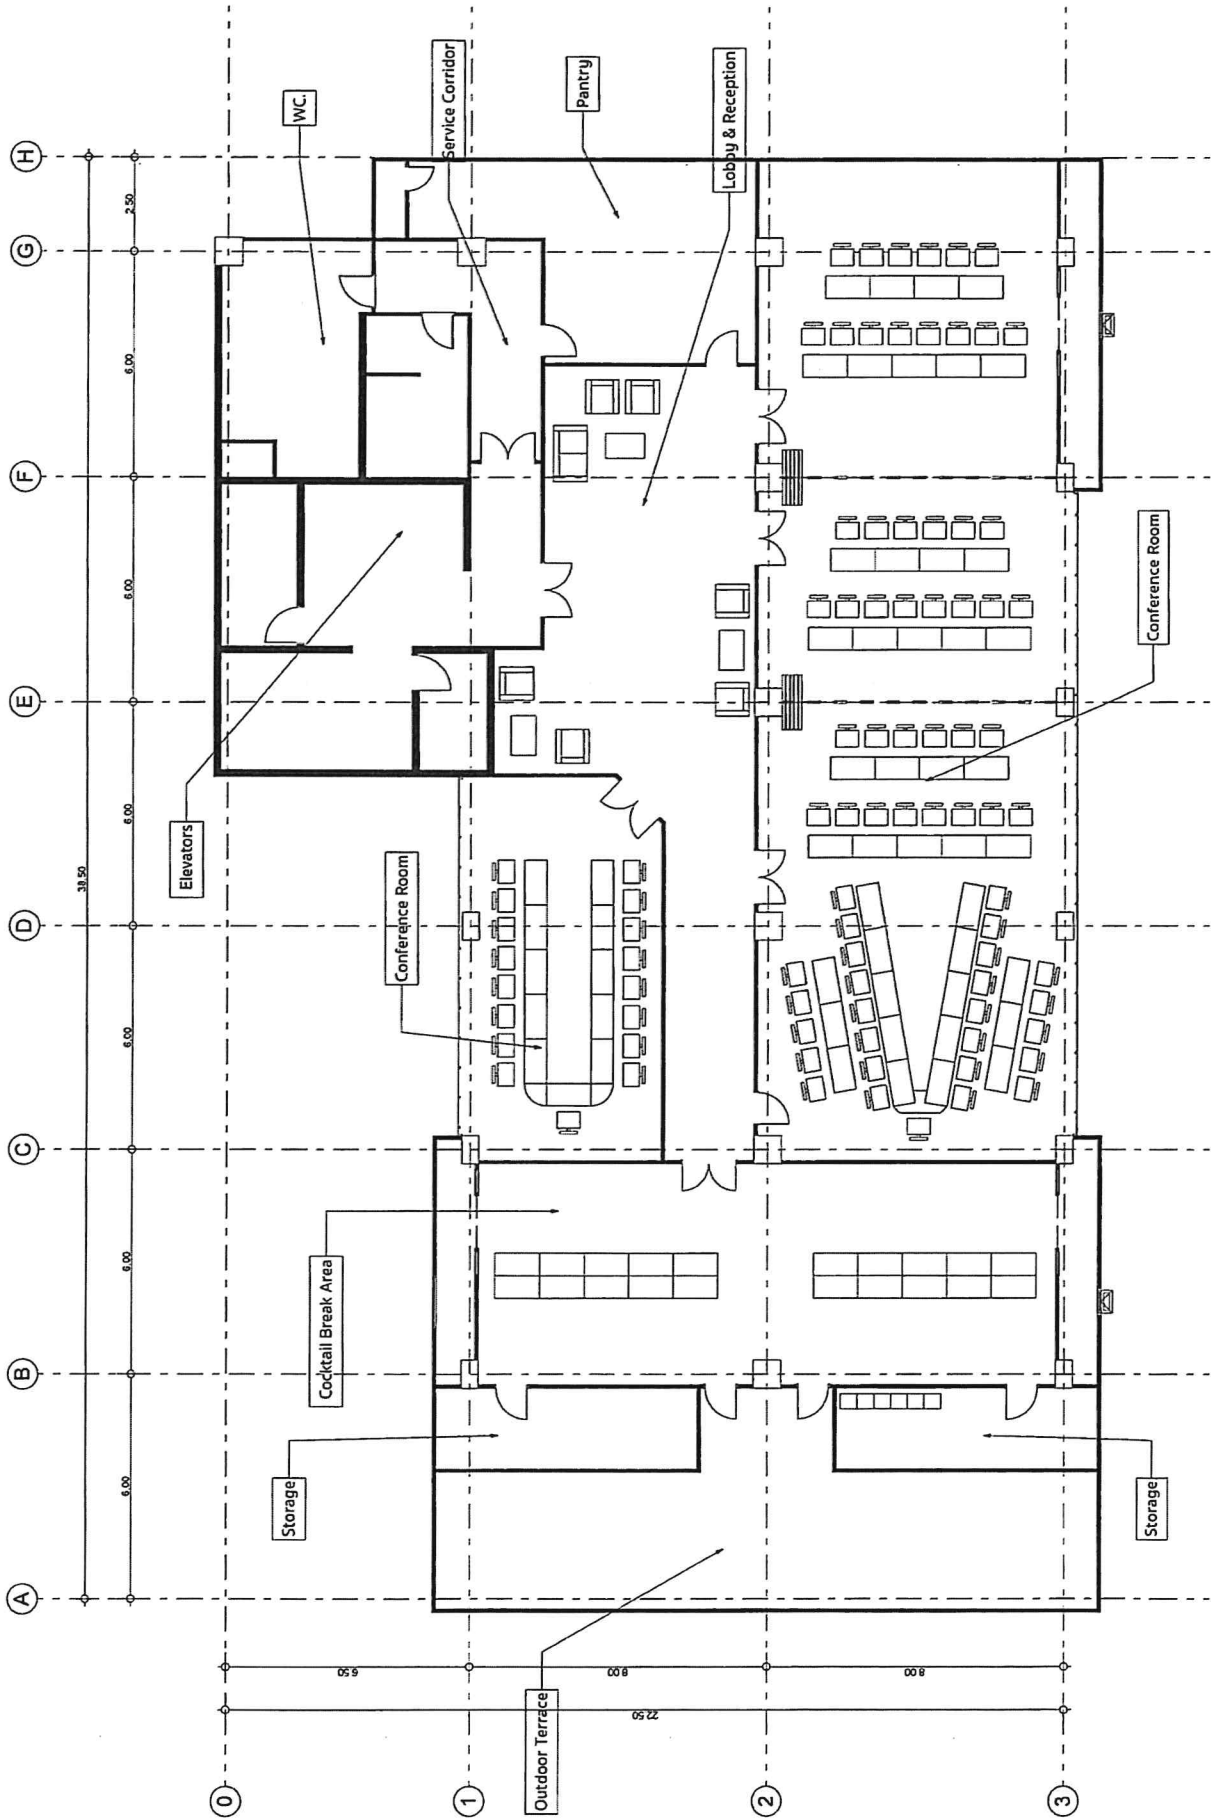 A
B
C
D
E
F
G
H
38.50
6.00
6.00
6.00
6.00
6.00
6.00
2.50
0
1
2
3
6.50
8.00
8.00
22.50
WC.
Service Corridor
Pantry
Lobby & Reception
Elevators
Conference Room
Conference Room
Cocktail Break Area
Storage
Storage
Outdoor Terrace